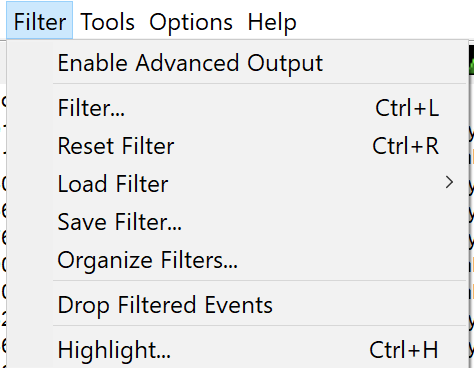 Filter Tools Options Help
Enable Advanced Output
Filter... Ctrl+L
Reset Filter Ctrl+R
Load Filter
Save Filter...
Organize Filters...
Drop Filtered Events
Highlight... Ctrl+H